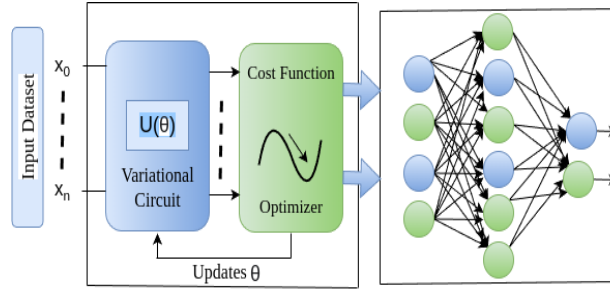 Input Dataset
X0
Xn
U(θ)
Variational
Circuit
Cost Function
Optimizer
Updates θ